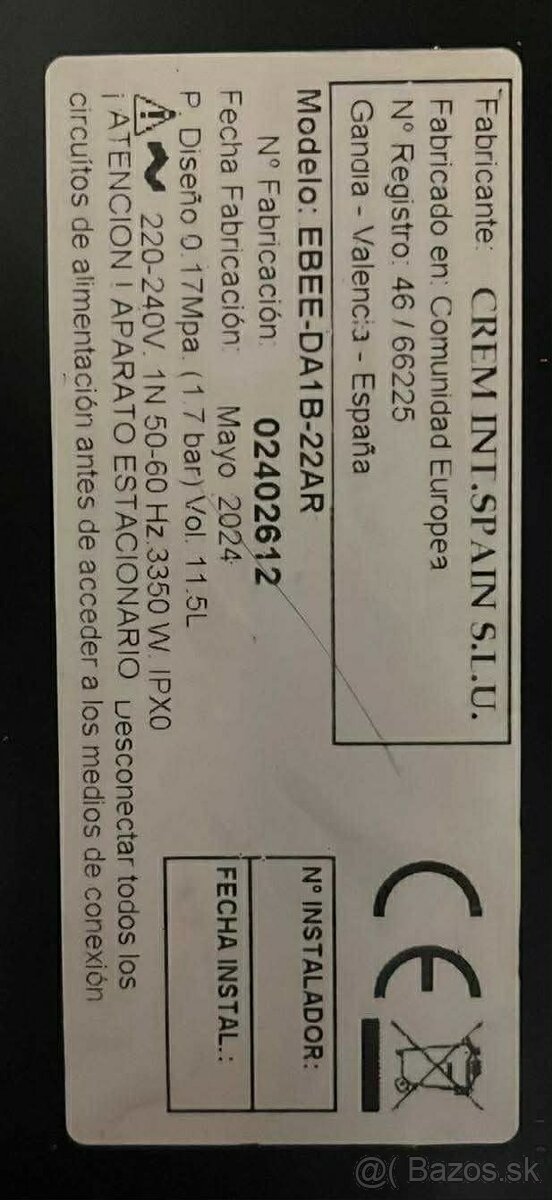 Fabricante: CREM INT.SPAIN S.L.U.
Fabricado en: Comunidad Europea
Nº Registro: 46 / 66225
Gandia - Valencia - España
Modelo: EBEE-DA1B-22AR
Nº Fabricación: 02402612
Fecha Fabricación: Mayo 2024
P. Diseño 0.17Mpa. (1.7 bar) Vol. 11.5L
220-240V. 1N 50-60 Hz.3350 W. IPX0
¡ ATENCION ! APARATO ESTACIONARIO Desconectar todos los
circuitos de alimentación antes de acceder a los medios de conexión
CE
Nº INSTALADOR:
FECHA INSTAL.:
@( Bazos.sk